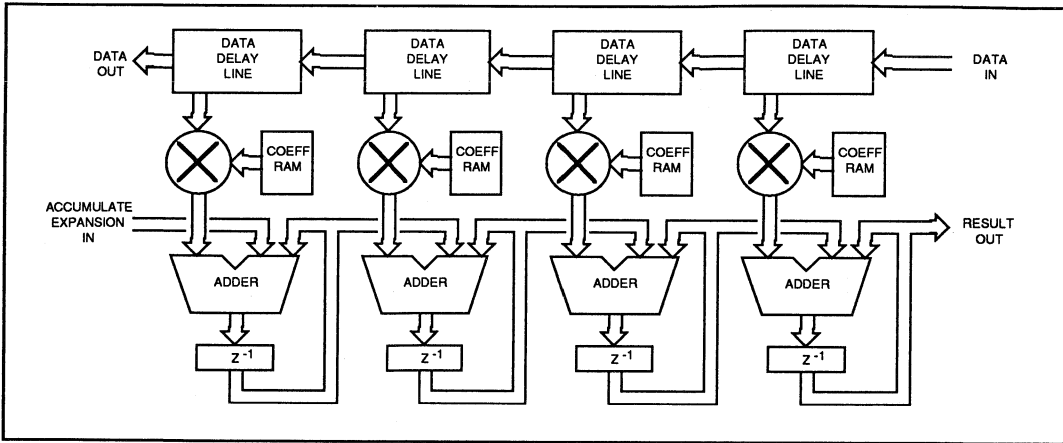 DATA
OUT
DATA
DELAY
LINE
DATA
DELAY
LINE
DATA
DELAY
LINE
DATA
DELAY
LINE
DATA
IN
COEFF
RAM
COEFF
RAM
COEFF
RAM
COEFF
RAM
ACCUMULATE
EXPANSION
IN
RESULT
OUT
ADDER
ADDER
ADDER
ADDER
Z⁻¹
Z⁻¹
Z⁻¹
Z⁻¹